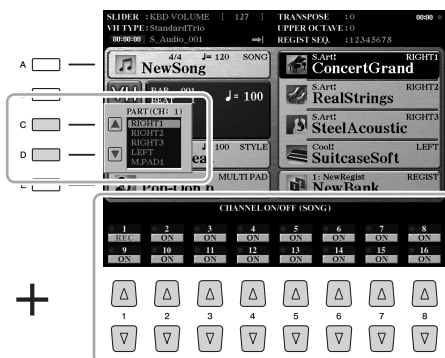 SLIDER : KBD VOLUME [ 127 ] TRANSPOSE : 0 00:00
VH TYPE : StandardTrio UPPER OCTAVE : 0
00:00:00 S_Audio_001 REGIST SEQ. : 12345678
A
4/4 ♩= 120 SONG
NewSong
S.Art! RIGHT1
ConcertGrand
VH BAR 001
BEAT
♩= 100
S.Art! RIGHT2
RealStrings
C
PART(CH: 1)
RIGHT1
RIGHT2
RIGHT3
LEFT
M.PAD1
S.Art! RIGHT3
SteelAcoustic
D
120 STYLE
Cool! LEFT
SuitcaseSoft
E
MULTI PAD
1: NewRegist REGIST
NewBank
CHANNEL ON/OFF (SONG)
1 2 3 4 5 6 7 8
REC ON ON ON ON ON ON ON
9 10 11 12 13 14 15 16
ON ON ON ON ON ON ON ON
1 2 3 4 5 6 7 8